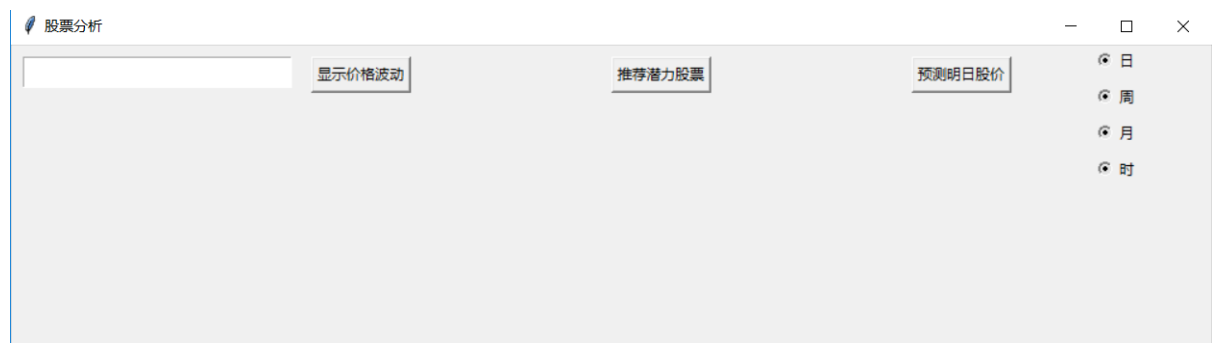 股票分析
显示价格波动
推荐潜力股票
预测明日股价
日
周
月
时